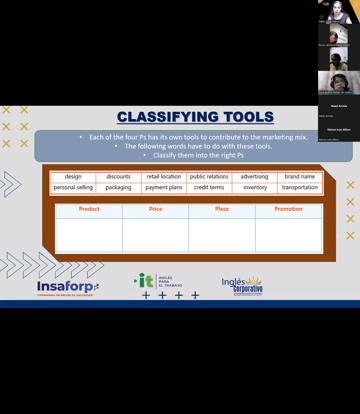 CLASSIFYING TOOLS
• Each of the four Ps has its own tools to contribute to the marketing mix.
• The following words have to do with these tools.
• Classify them into the right Ps
design discounts retail location public relations advertising brand name
personal selling packaging payment plans credit terms inventory transportation
Product Price Place Promotion
Insaforp
it INGLÉS
PARA
EL TRABAJO
Inglés
Corporativo